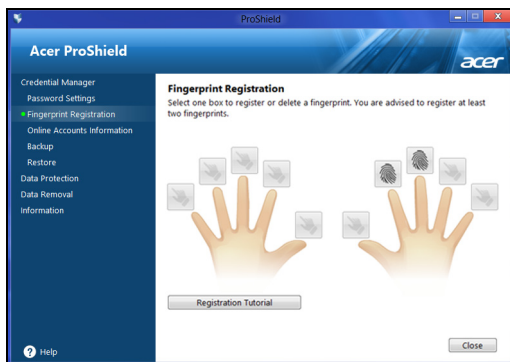 ProShield
Acer ProShield
acer
Credential Manager
Password Settings
Fingerprint Registration
Online Accounts Information
Backup
Restore
Data Protection
Data Removal
Information
Help
Fingerprint Registration
Select one box to register or delete a fingerprint. You are advised to register at least
two fingerprints.
Registration Tutorial
Close